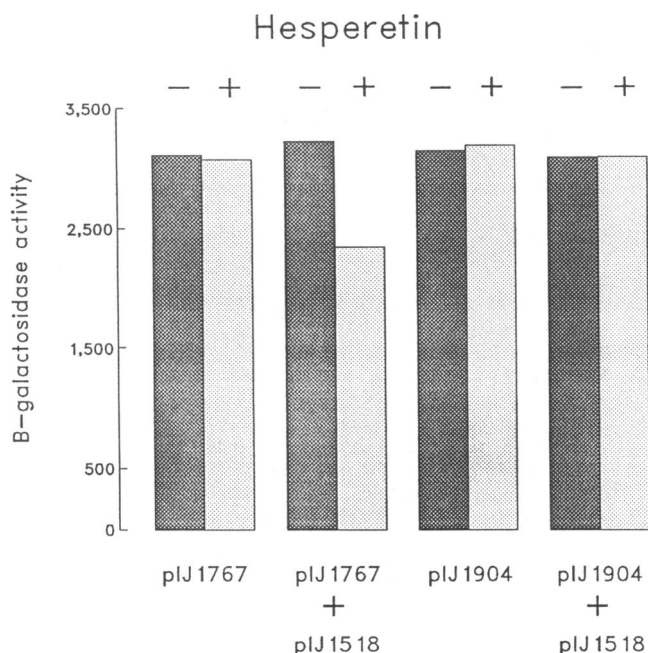 Hesperetin
− + − + − + − +
3,500
2,500
1,500
500
0
B−galactosidase activity
pIJ1767 pIJ1767 pIJ1904 pIJ1904
+ +
pIJ1518 pIJ1518